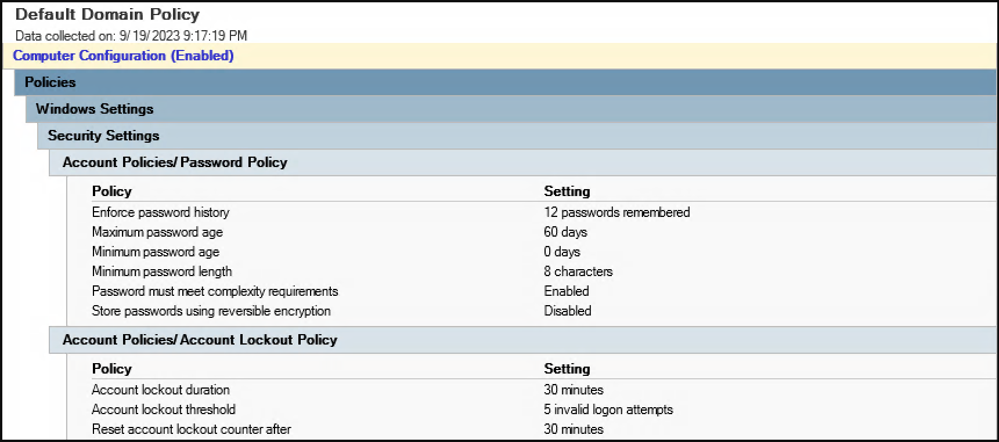 Default Domain Policy
Data collected on: 9/19/2023 9:17:19 PM
Computer Configuration (Enabled)
Policies
Windows Settings
Security Settings
Account Policies/Password Policy
Policy Setting
Enforce password history 12 passwords remembered
Maximum password age 60 days
Minimum password age 0 days
Minimum password length 8 characters
Password must meet complexity requirements Enabled
Store passwords using reversible encryption Disabled
Account Policies/Account Lockout Policy
Policy Setting
Account lockout duration 30 minutes
Account lockout threshold 5 invalid logon attempts
Reset account lockout counter after 30 minutes